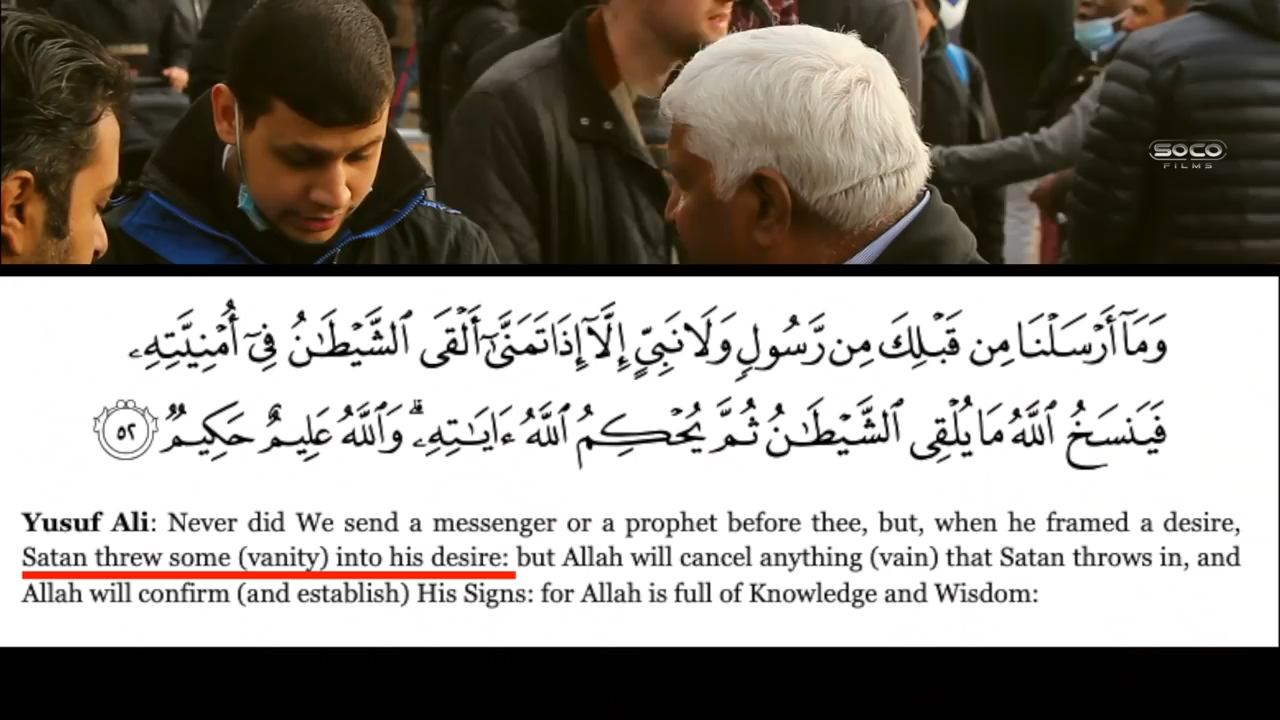 SOCO
FILMS
وَمَآ أَرْسَلْنَا مِن قَبْلِكَ مِن رَّسُولٍ وَلَا نَبِىٍّ إِلَّآ إِذَا تَمَنَّىٰٓ أَلْقَى ٱلشَّيْطَـٰنُ فِىٓ أُمْنِيَّتِهِۦ
فَيَنسَخُ ٱللَّهُ مَا يُلْقِى ٱلشَّيْطَـٰنُ ثُمَّ يُحْكِمُ ٱللَّهُ ءَايَـٰتِهِۦ ۗ وَٱللَّهُ عَلِيمٌ حَكِيمٌ ٥٢
Yusuf Ali: Never did We send a messenger or a prophet before thee, but, when he framed a desire,
Satan threw some (vanity) into his desire: but Allah will cancel anything (vain) that Satan throws in, and
Allah will confirm (and establish) His Signs: for Allah is full of Knowledge and Wisdom: